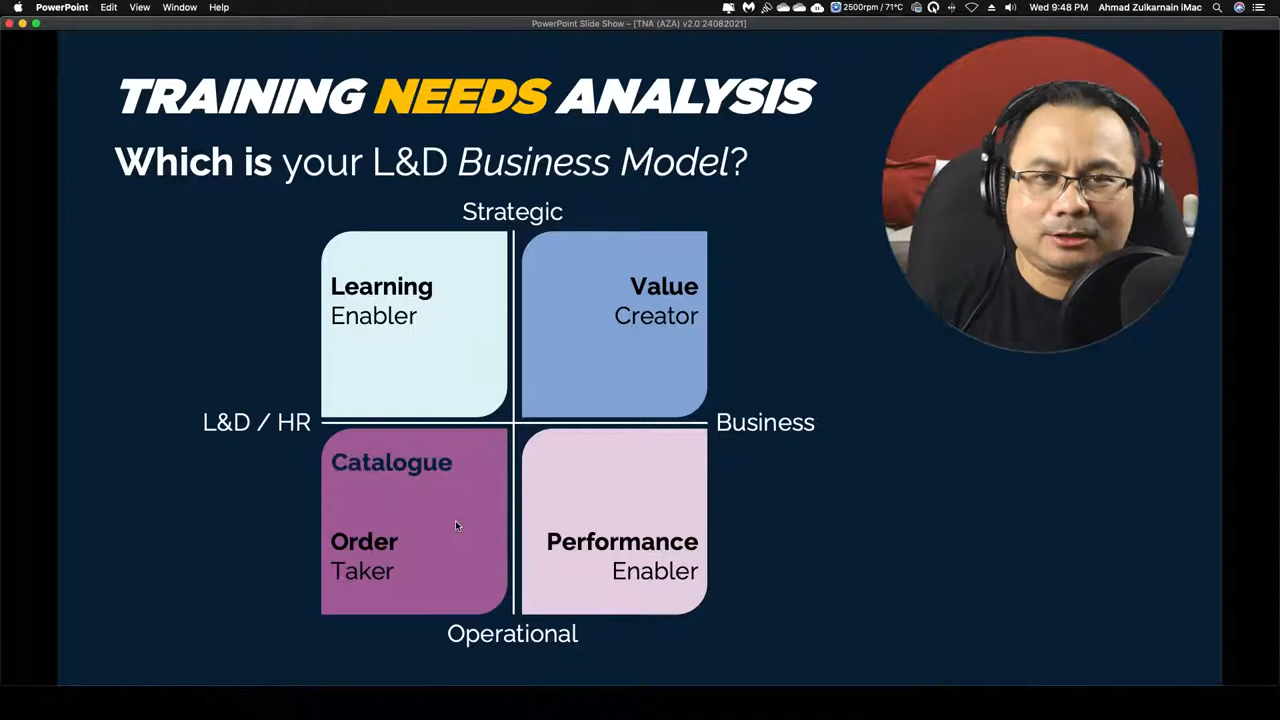 PowerPoint File Edit View Window Help 2500rpm / 71°C Wed 9:48 PM Ahmad Zulkarnain iMac
PowerPoint Slide Show – [TNA (AZA) v2.0 24082021]
TRAINING NEEDS ANALYSIS
Which is your L&D Business Model?
Strategic
Learning
Enabler
Value
Creator
L&D / HR
Business
Catalogue
Order
Taker
Performance
Enabler
Operational